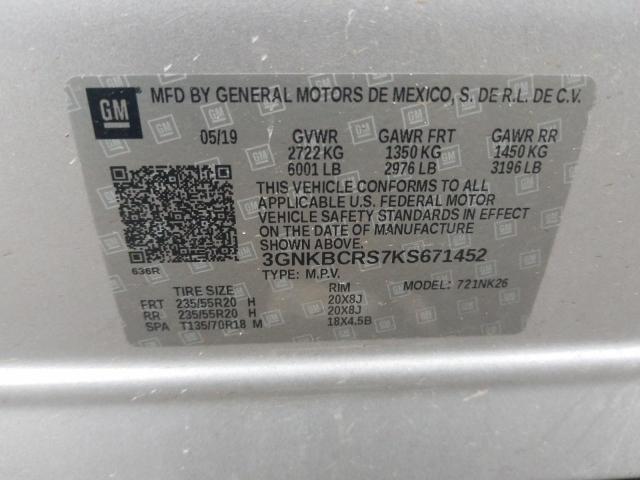 GM MFD BY GENERAL MOTORS DE MEXICO, S. DE R.L. DE C.V.
05/19 GVWR GAWR FRT GAWR RR
2722 KG 1350 KG 1450 KG
6001 LB 2976 LB 3196 LB
THIS VEHICLE CONFORMS TO ALL
APPLICABLE U.S. FEDERAL MOTOR
VEHICLE SAFETY STANDARDS IN EFFECT
ON THE DATE OF MANUFACTURE
SHOWN ABOVE.
3GNKBCRS7KS671452
636R TYPE: M.P.V. MODEL: 721NK26
TIRE SIZE RIM
FRT 235/55R20 H 20X8J
RR 235/55R20 H 20X8J
SPA T135/70R18 M 18X4.5B